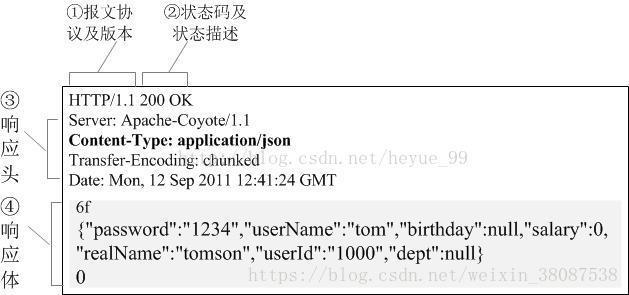 ①报文协
议及版本
②状态码及
状态描述
③
响
应
头
HTTP/1.1 200 OK
Server: Apache-Coyote/1.1
Content-Type: application/json
Transfer-Encoding: chunked
http://blog.csdn.net/heyue_99
Date: Mon, 12 Sep 2011 12:41:24 GMT
④
响
应
体
6f
{"password":"1234","userName":"tom","birthday":null,"salary":0,
"realName":"tomson","userId":"1000","dept":null}
0
https://blog.csdn.net/weixin_38087538